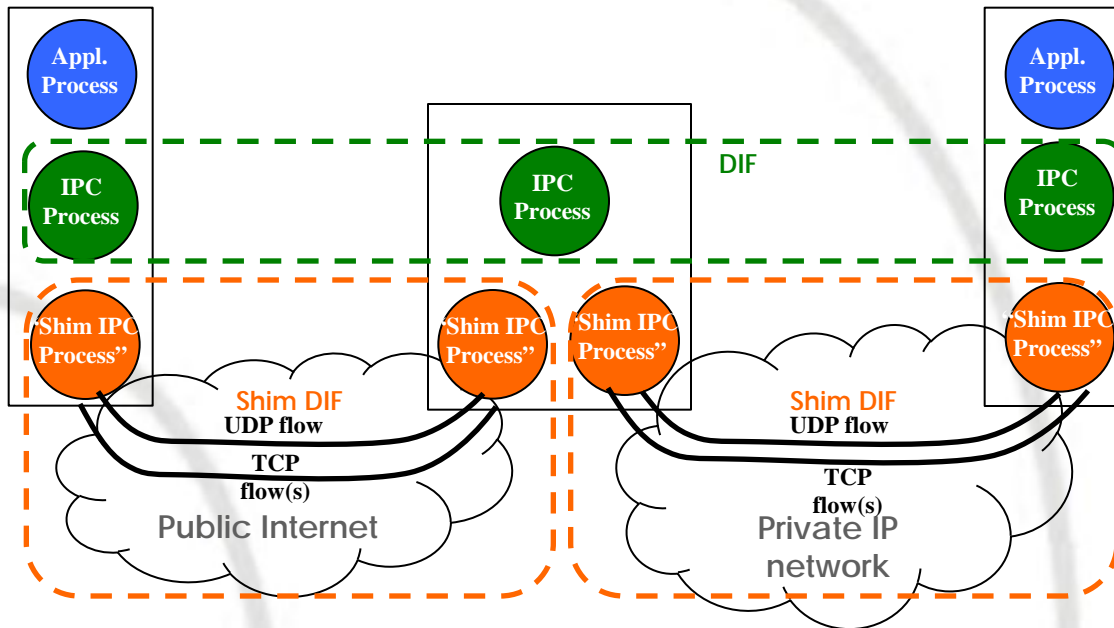 Appl.
Process
Appl.
Process
DIF
IPC
Process
IPC
Process
IPC
Process
“Shim IPC
Process”
“Shim IPC
Process”
“Shim IPC
Process”
“Shim IPC
Process”
Shim DIF
UDP flow
TCP
flow(s)
Public Internet
Shim DIF
UDP flow
TCP
flow(s)
Private IP
network